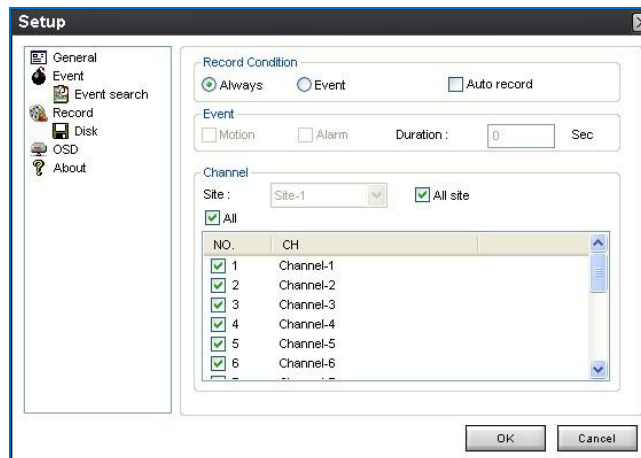 Setup
General
Event
Event search
Record
Disk
OSD
About
Record Condition
Always Event Auto record
Event
Motion Alarm Duration : 0 Sec
Channel
Site : Site-1 All site
All
NO. CH
1 Channel-1
2 Channel-2
3 Channel-3
4 Channel-4
5 Channel-5
6 Channel-6
OK Cancel